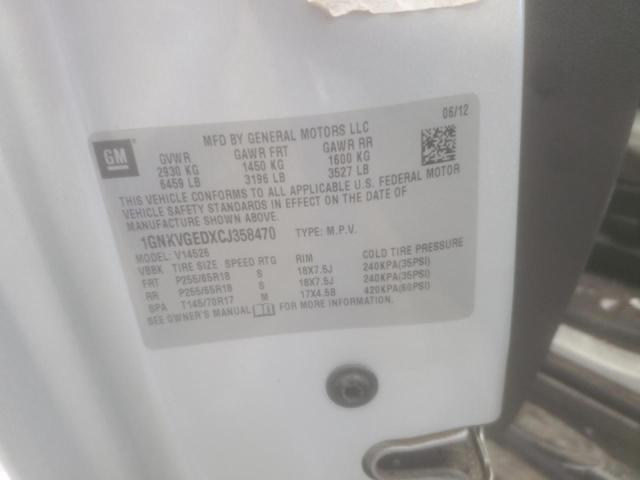 06/12
MFD BY GENERAL MOTORS LLC
GM
GVWR GAWR FRT GAWR RR
2930 KG 1450 KG 1600 KG
6459 LB 3196 LB 3527 LB
THIS VEHICLE CONFORMS TO ALL APPLICABLE U.S. FEDERAL MOTOR
VEHICLE SAFETY STANDARDS IN EFFECT ON THE DATE OF
MANUFACTURE SHOWN ABOVE.
1GNKVGEDXCJ358470 TYPE: M.P.V.
MODEL: V14526
VBBK TIRE SIZE SPEED RTG RIM COLD TIRE PRESSURE
FRT P255/65R18 S 18X7.5J 240KPA(35PSI)
RR P255/65R18 S 18X7.5J 240KPA(35PSI)
SPA T145/70R17 M 17X4.5B 420KPA(60PSI)
SEE OWNER'S MANUAL FOR MORE INFORMATION.